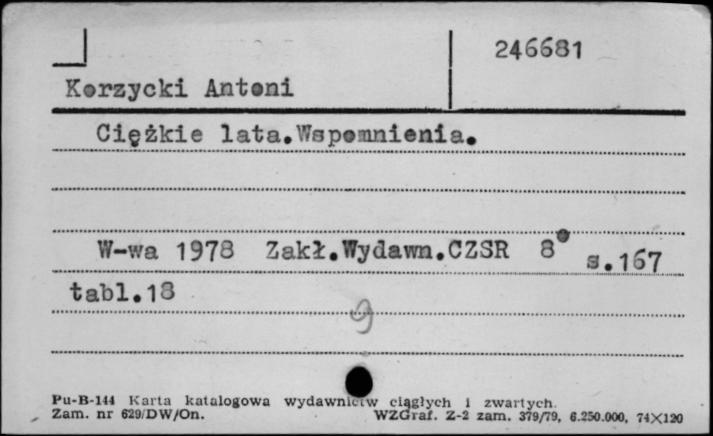 246681
Korzycki Antoni
Ciężkie lata.Wspomnienia.
W-wa 1978 Zakł.Wydawn.CZSR 8° s.167
tabl.18
9
Pu-B-144 Karta katalogowa wydawnictw ciągłych i zwartych.
Zam. nr 629/DW/On. WZGraf. Z-2 zam. 379/79, 6.250.000, 74X120